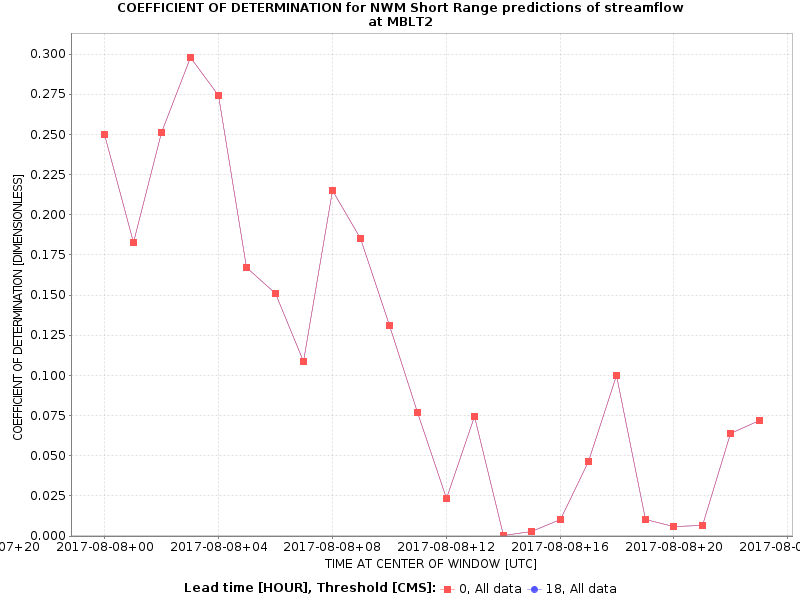 COEFFICIENT OF DETERMINATION for NWM Short Range predictions of streamflow
at MBLT2
COEFFICIENT OF DETERMINATION [DIMENSIONLESS]
0.300
0.275
0.250
0.225
0.200
0.175
0.150
0.125
0.100
0.075
0.050
0.025
0.000
07+20 2017-08-08+00 2017-08-08+04 2017-08-08+08 2017-08-08+12 2017-08-08+16 2017-08-08+20 2017-08-0
TIME AT CENTER OF WINDOW [UTC]
Lead time [HOUR], Threshold [CMS]: 0, All data 18, All data